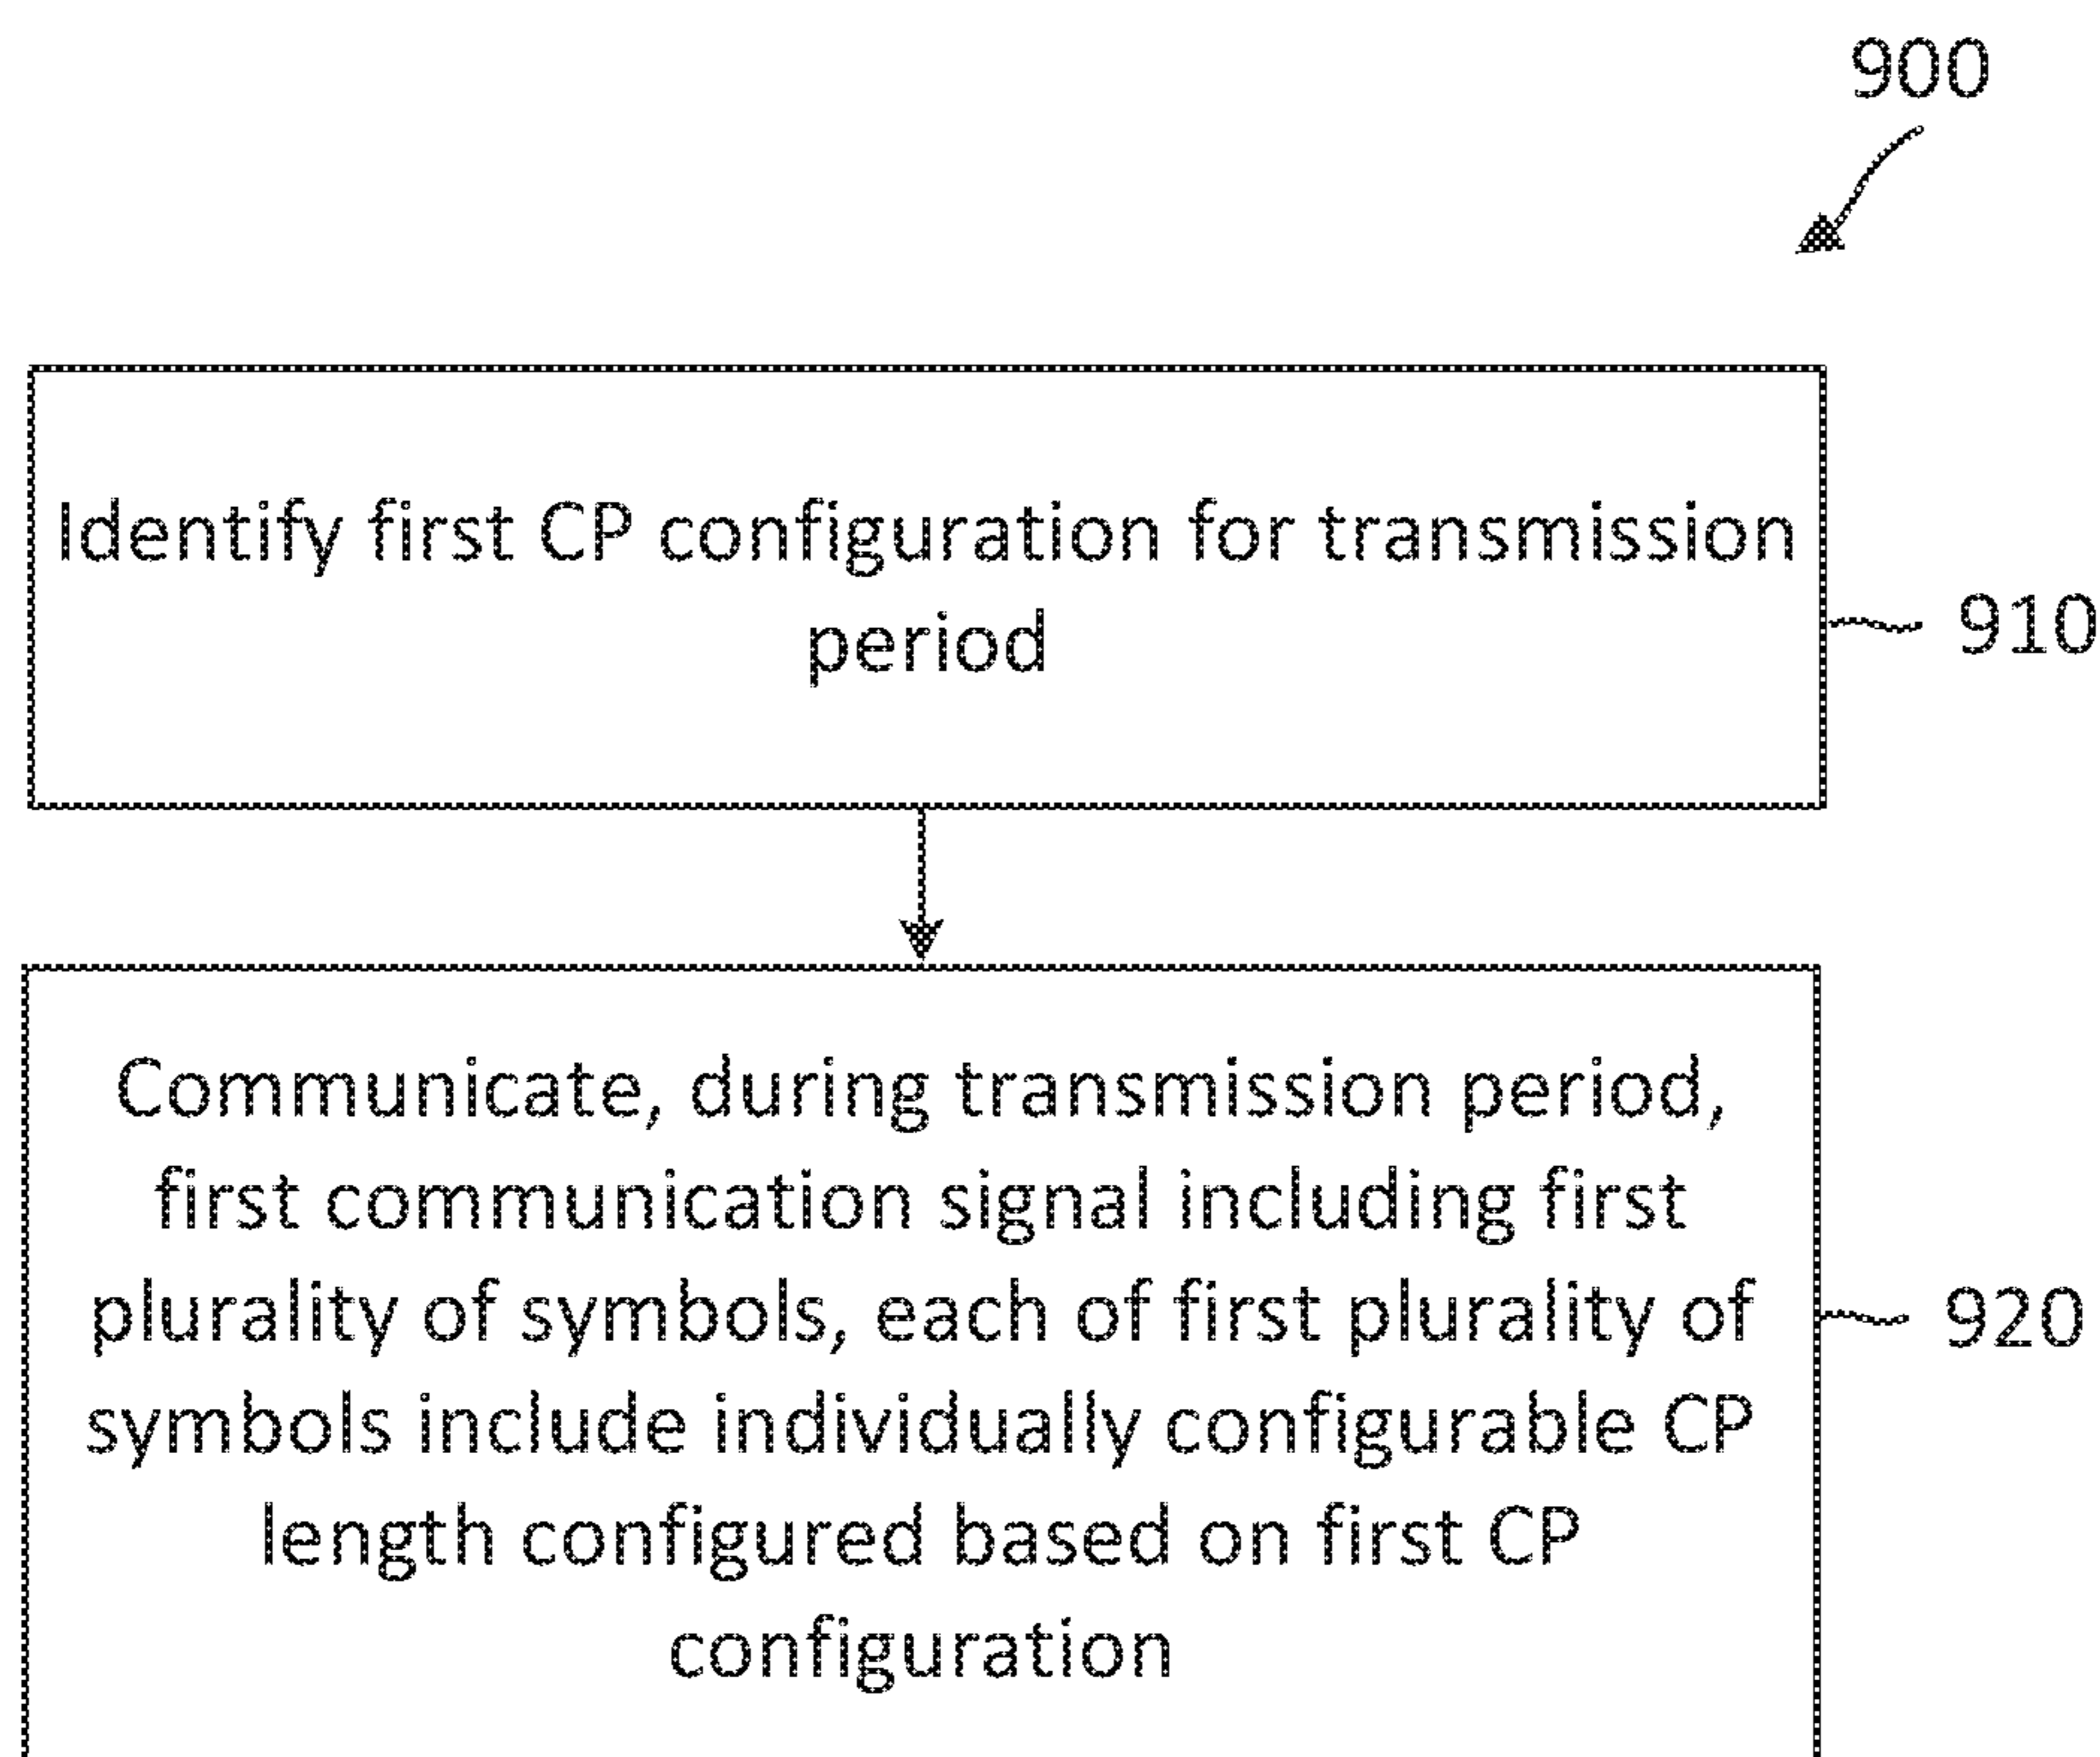 900
Identify first CP configuration for transmission
period
910
Communicate, during transmission period,
first communication signal including first
plurality of symbols, each of first plurality of
symbols include individually configurable CP
length configured based on first CP
configuration
920